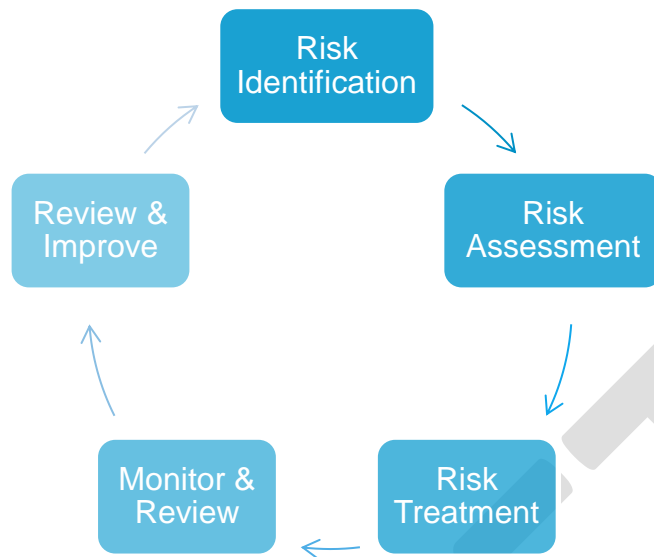 Risk
Identification
Risk
Assessment
Risk
Treatment
Monitor &
Review
Review &
Improve